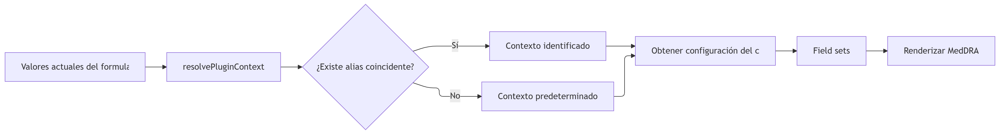 Valores actuales del formula
resolvePluginContext
¿Existe alias coincidente?
Sí
No
Contexto identificado
Contexto predeterminado
Obtener configuración del c
Field sets
Renderizar MedDRA